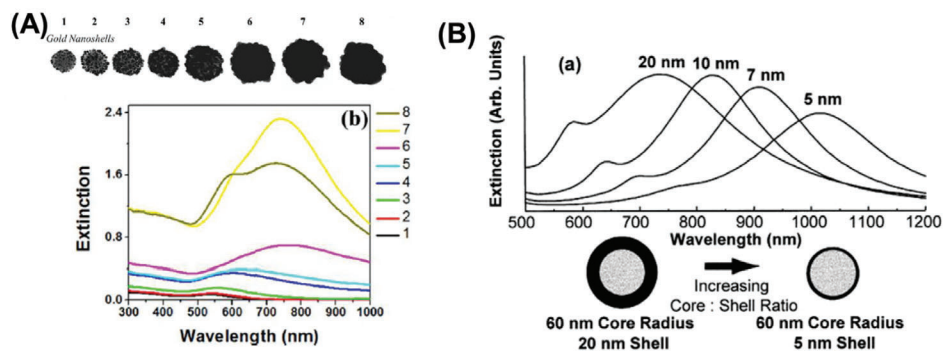 (A)
1 2 3 4 5 6 7 8
Gold Nanoshells
(b)
2.4
1.6
0.8
0.0
Extinction
300 400 500 600 700 800 900 1000
Wavelength (nm)
8
7
6
5
4
3
2
1
(B)
(a)
20 nm
10 nm
7 nm
5 nm
Extinction (Arb. Units)
500 600 700 800 900 1000 1100 1200
Wavelength (nm)
Increasing
Core : Shell Ratio
60 nm Core Radius
20 nm Shell
60 nm Core Radius
5 nm Shell